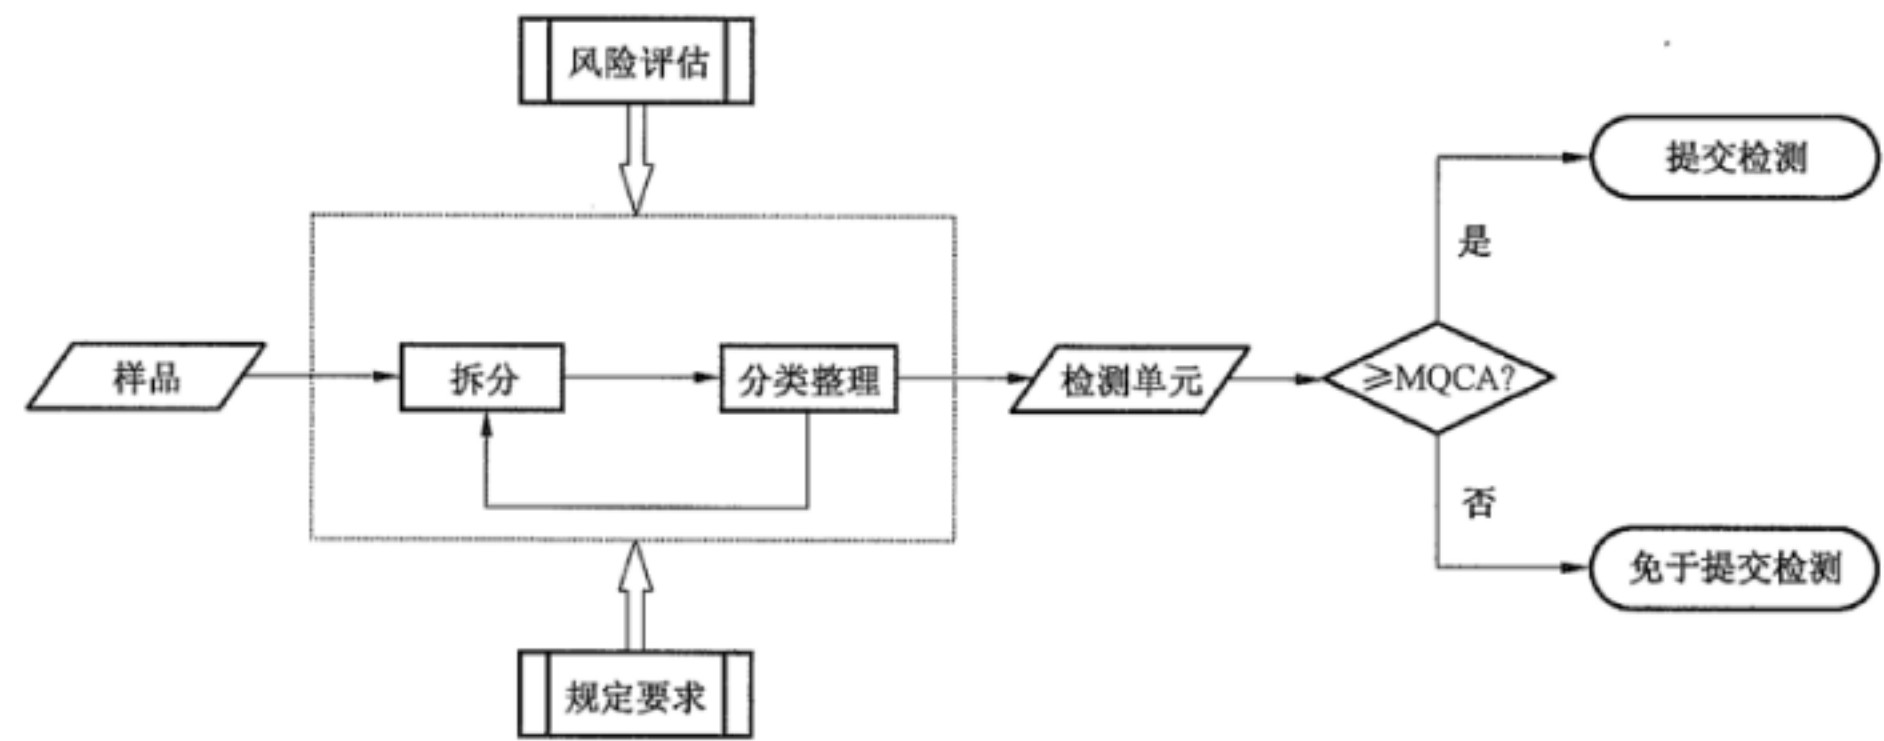 风险评估
提交检测
是
样品
拆分
分类整理
检测单元
≥MQCA?
否
免于提交检测
规定要求